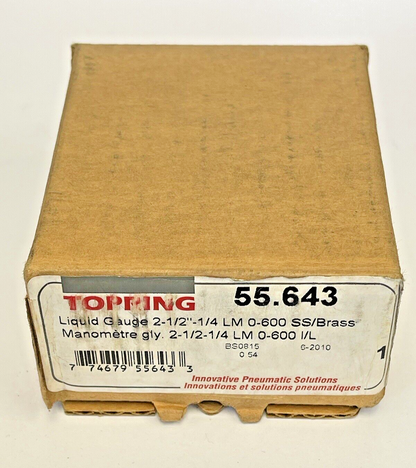 TOPRING 55.643
Liquid Gauge 2-1/2"-1/4 LM 0-600 SS/Brass
Manomètre gly. 2-1/2-1/4 LM 0-600 I/L
BS0815 6-2010
0.54
1
7 74679 55643 3
Innovative Pneumatic Solutions
Innovations et solutions pneumatiques